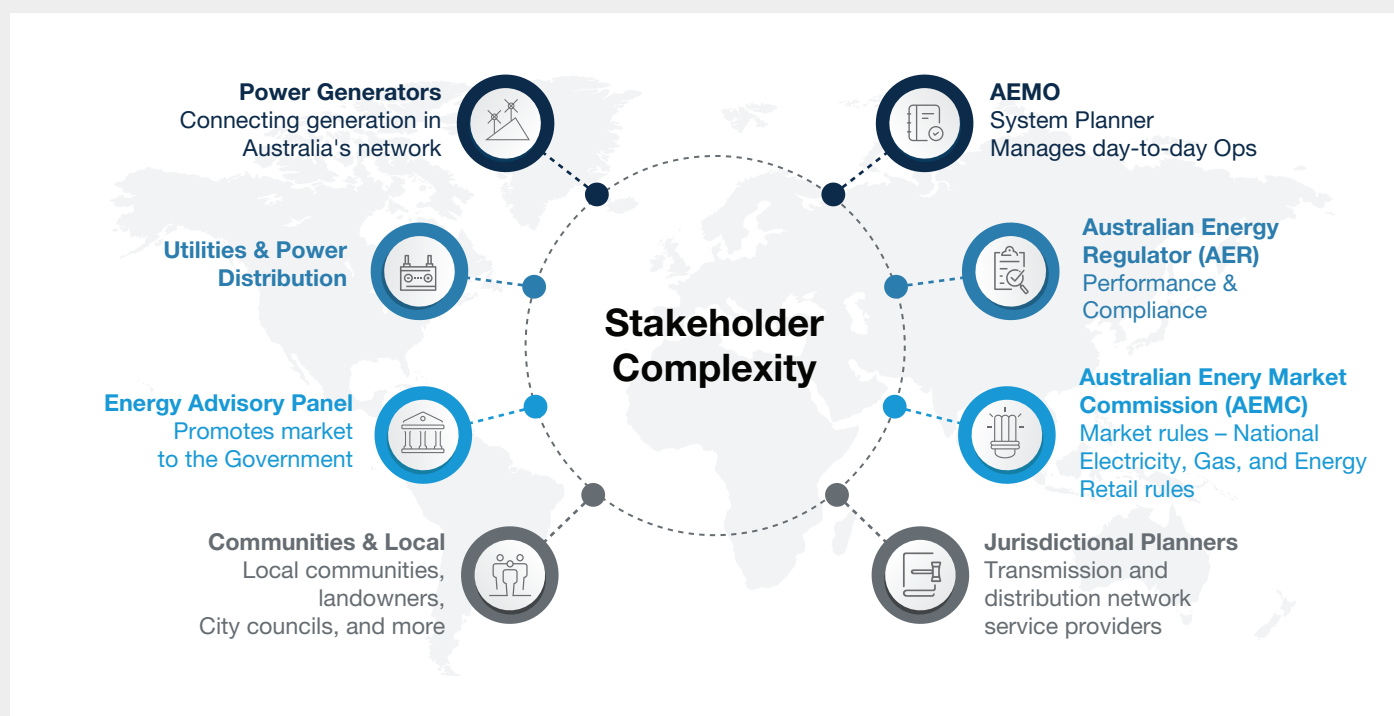 Power Generators
Connecting generation in
Australia's network
AEMO
System Planner
Manages day-to-day Ops
Utilities & Power
Distribution
Australian Energy
Regulator (AER)
Performance &
Compliance
Stakeholder
Complexity
Energy Advisory Panel
Promotes market
to the Government
Australian Enery Market
Commission (AEMC)
Market rules – National
Electricity, Gas, and Energy
Retail rules
Communities & Local
Local communities,
landowners,
City councils, and more
Jurisdictional Planners
Transmission and
distribution network
service providers